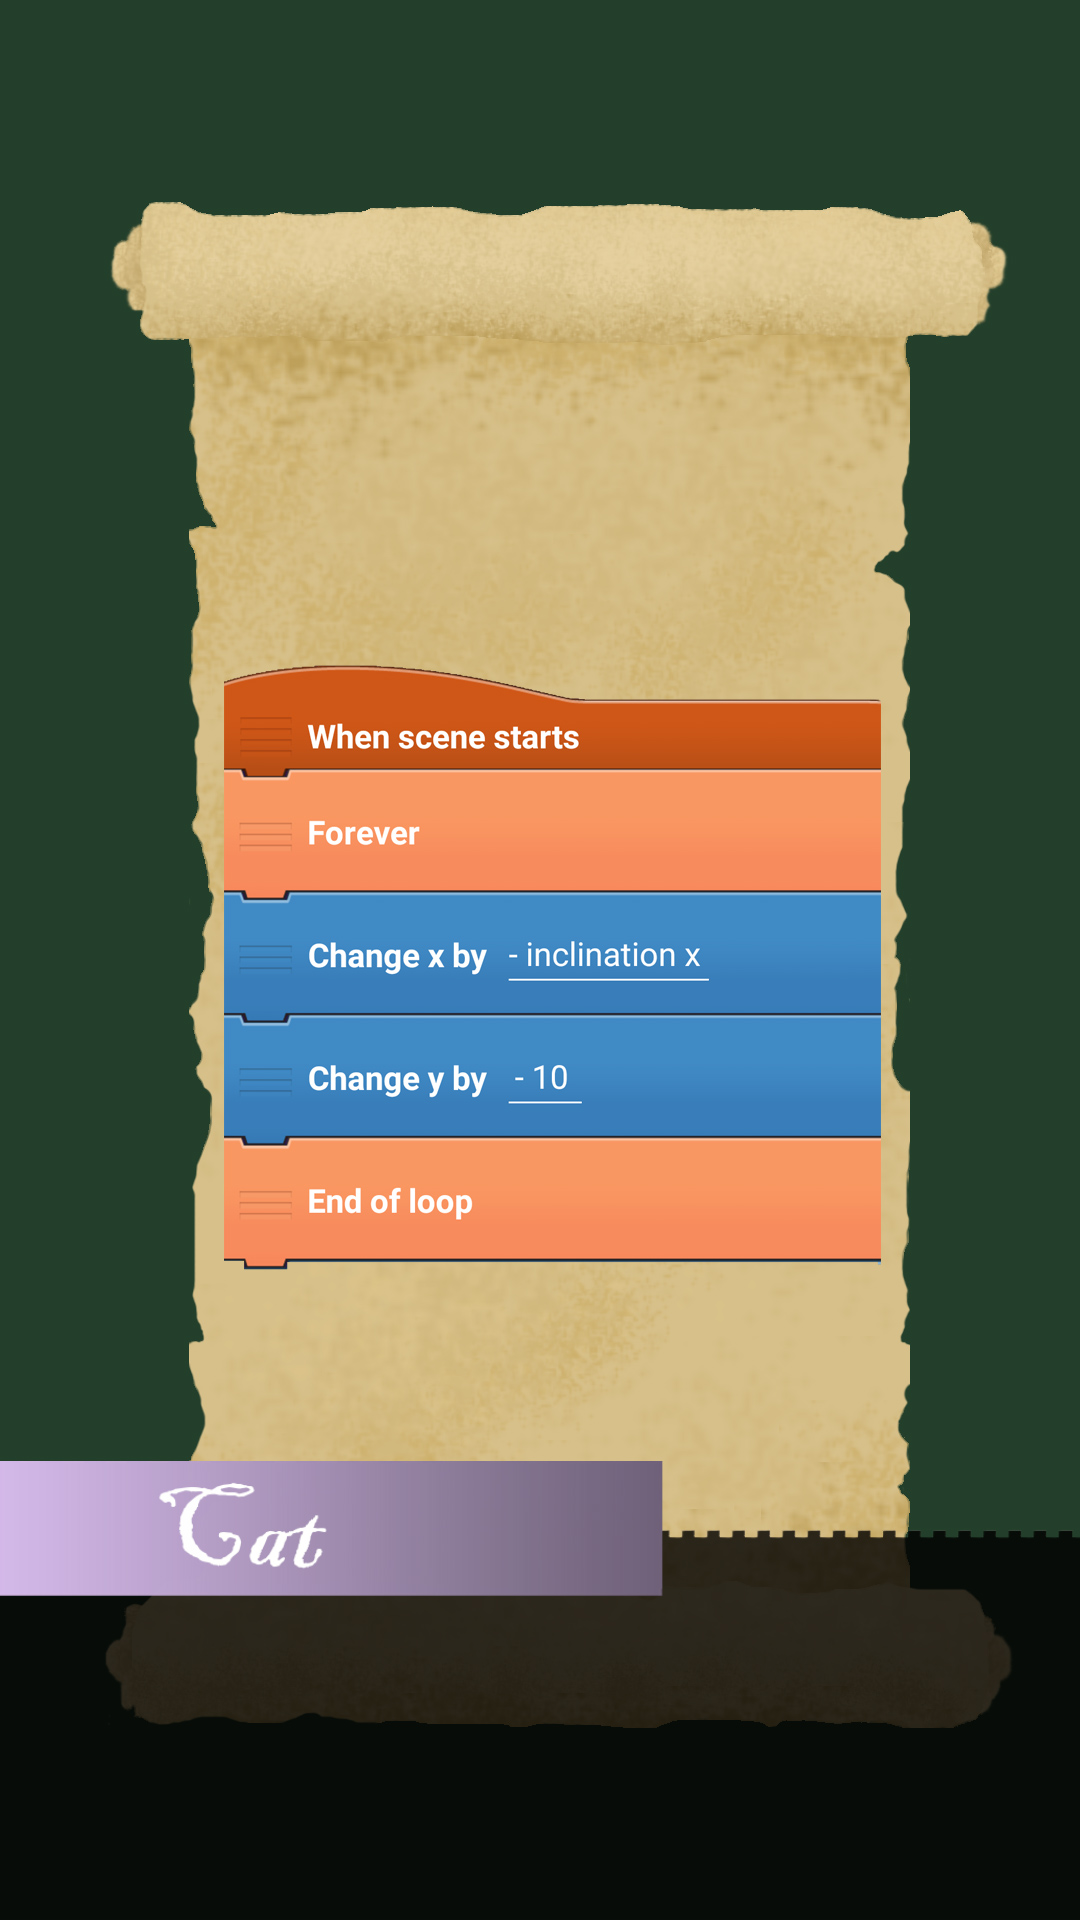 When scene starts
Forever
Change x by - inclination x
Change y by - 10
End of loop
Cat